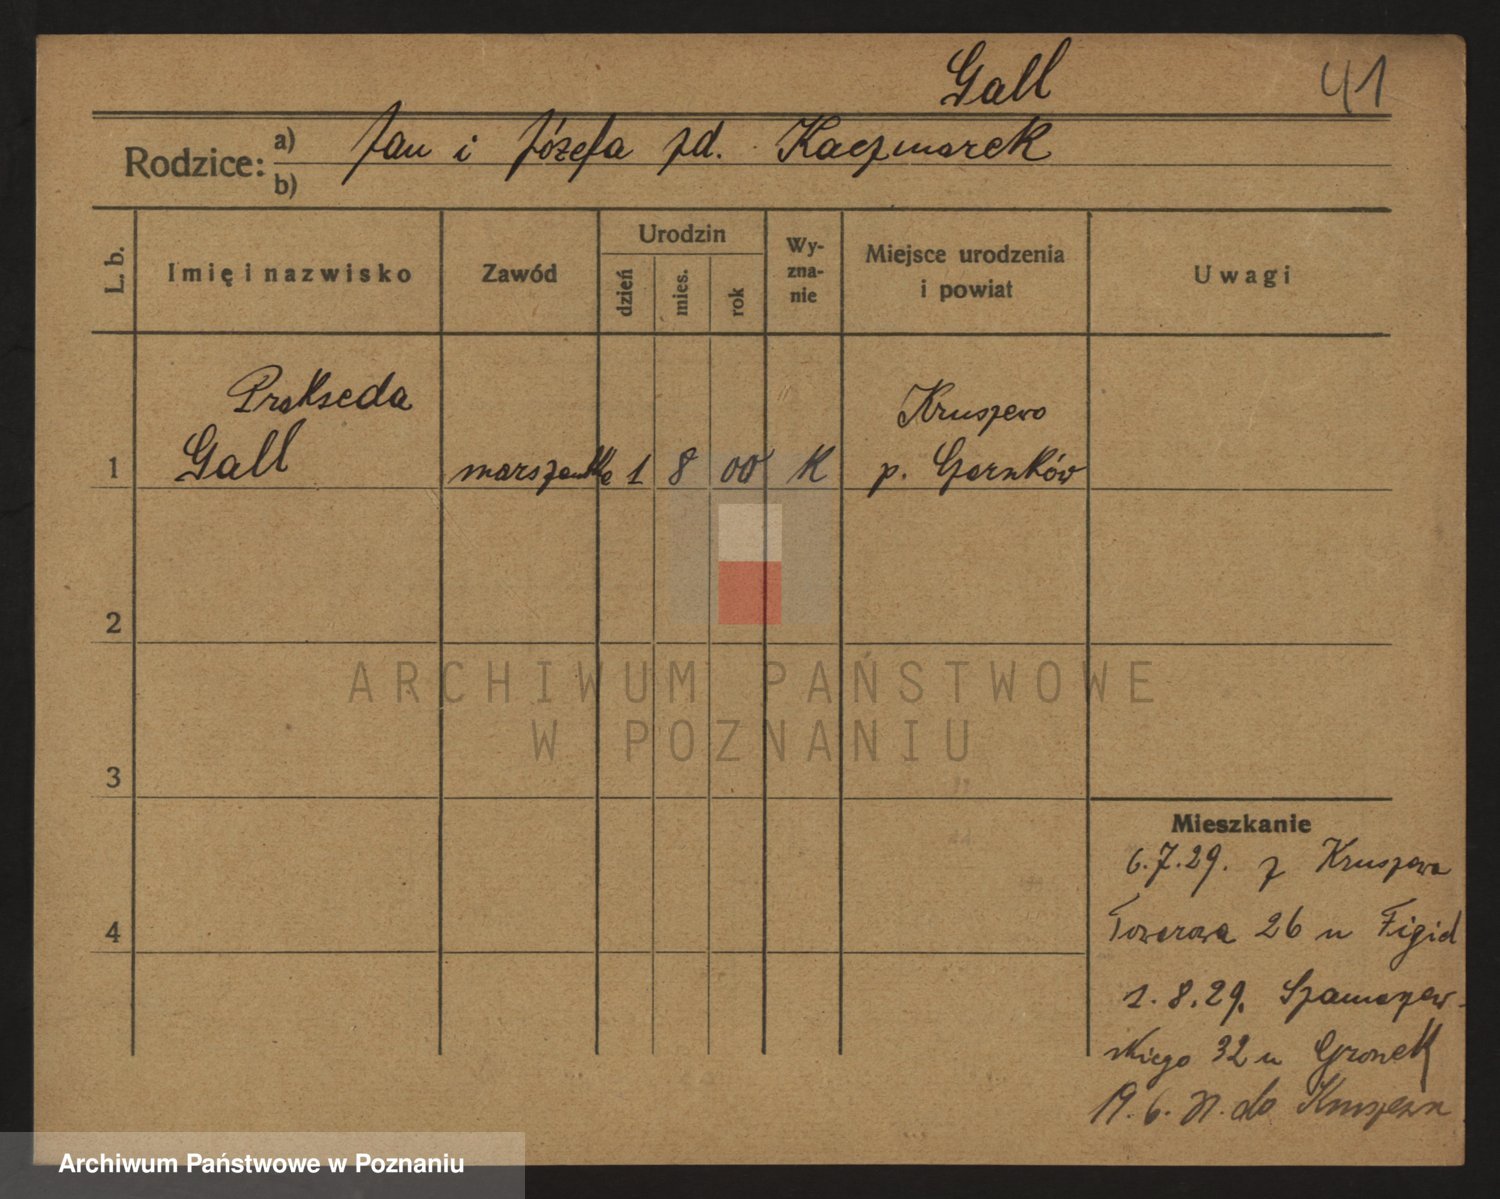 Gall
41
Rodzice:
a) Jan i Józefa zd. Kaczmarek
b)
L. b.
Imię i nazwisko
Zawód
Urodzin
dzień
mies.
rok
Wy-
zna-
nie
Miejsce urodzenia
i powiat
Uwagi
Prakseda
Gall
Kruszewo
1 marszantka 1 8 00 K p. Czarnków
2
3
4
Mieszkanie
6.7.29. z Kruszewa
Towarowa 26 u Figid
1.8.29. Szamarzew-
skiego 32 u Gronek
19.6. 31. do Kruszewa
ARCHIWUM PAŃSTWOWE
W POZNANIU
Archiwum Państwowe w Poznaniu